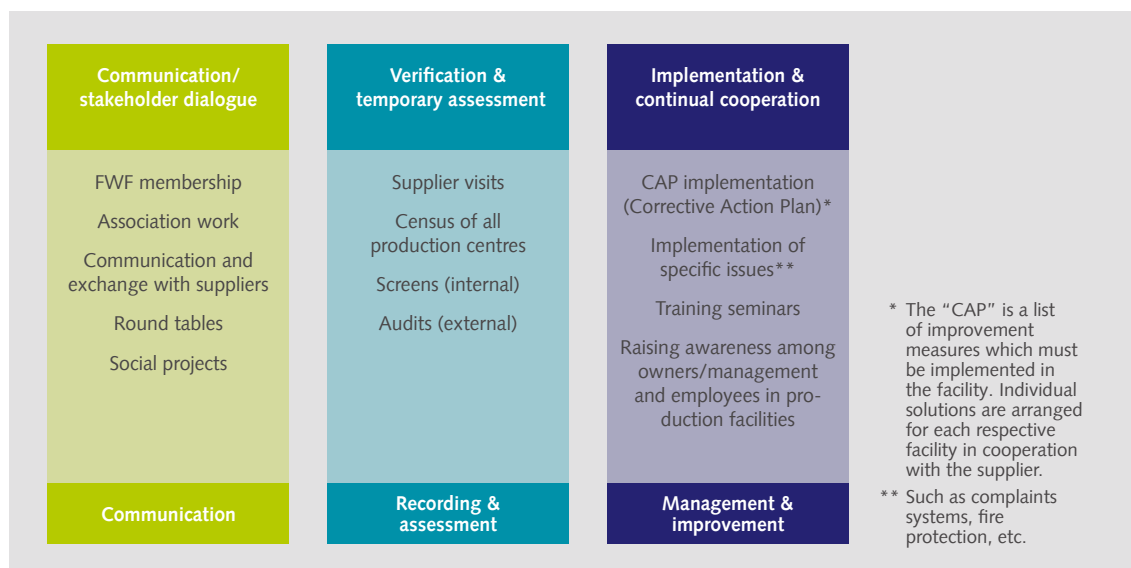 Communication/
stakeholder dialogue
FWF membership
Association work
Communication and
exchange with suppliers
Round tables
Social projects
Communication
Verification &
temporary assessment
Supplier visits
Census of all
production centres
Screens (internal)
Audits (external)
Recording &
assessment
Implementation &
continual cooperation
CAP implementation
(Corrective Action Plan)*
Implementation of
specific issues**
Training seminars
Raising awareness among
owners/management
and employees in pro-
duction facilities
Management &
improvement
* The “CAP” is a list
of improvement
measures which must
be implemented in
the facility. Individual
solutions are arranged
for each respective
facility in cooperation
with the supplier.
** Such as complaints
systems, fire
protection, etc.